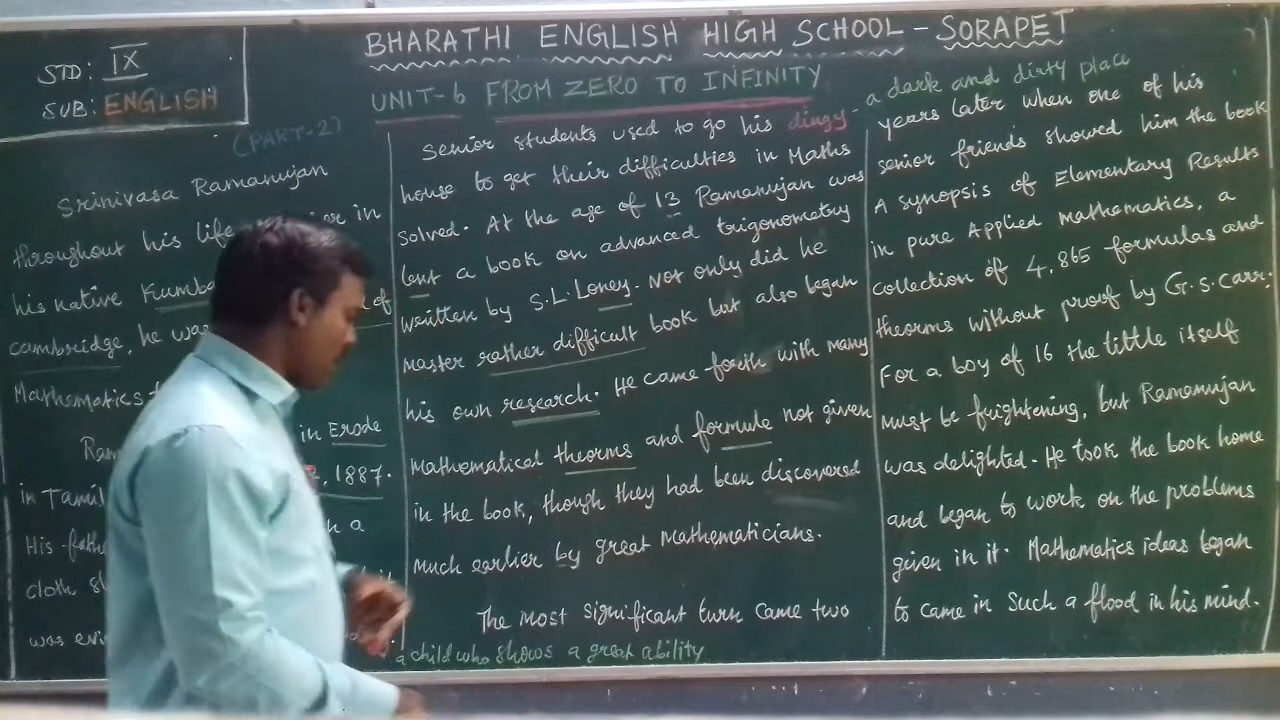 BHARATHI ENGLISH HIGH SCHOOL - SORAPET
STD: IX
SUB: ENGLISH
UNIT-6 FROM ZERO TO INFINITY
(PART-2)
Srinivasa Ramanujan
throughout his life in
his native of
cambridge, he was
Mathematics
in Erode
in Tamil , 1887.
His a
cloth
was
Senior students used to go his dingy - a dark and dirty place
house to get their difficulties in Maths
solved. At the age of 13 Ramanujan was
lent a book on advanced trigonometry
written by S.L. Loney. Not only did he
master rather difficult book but also began
his own research. He came forth with many
mathematical theorms and formule not given
in the book, though they had been discovered
much earlier by great mathematicians.
The most significant turn came two
a child who shows a great ability
years later when one of his
senior friends showed him the book
A synopsis of Elementary Results
in pure Applied mathematics, a
collection of 4,865 formulas and
theorms without proof by G.S.Carr.
For a boy of 16 the little itself
must be frightening, but Ramanujan
was delighted. He took the book home
and began to work on the problems
given in it. Mathematics ideas began
to came in such a flood in his mind.